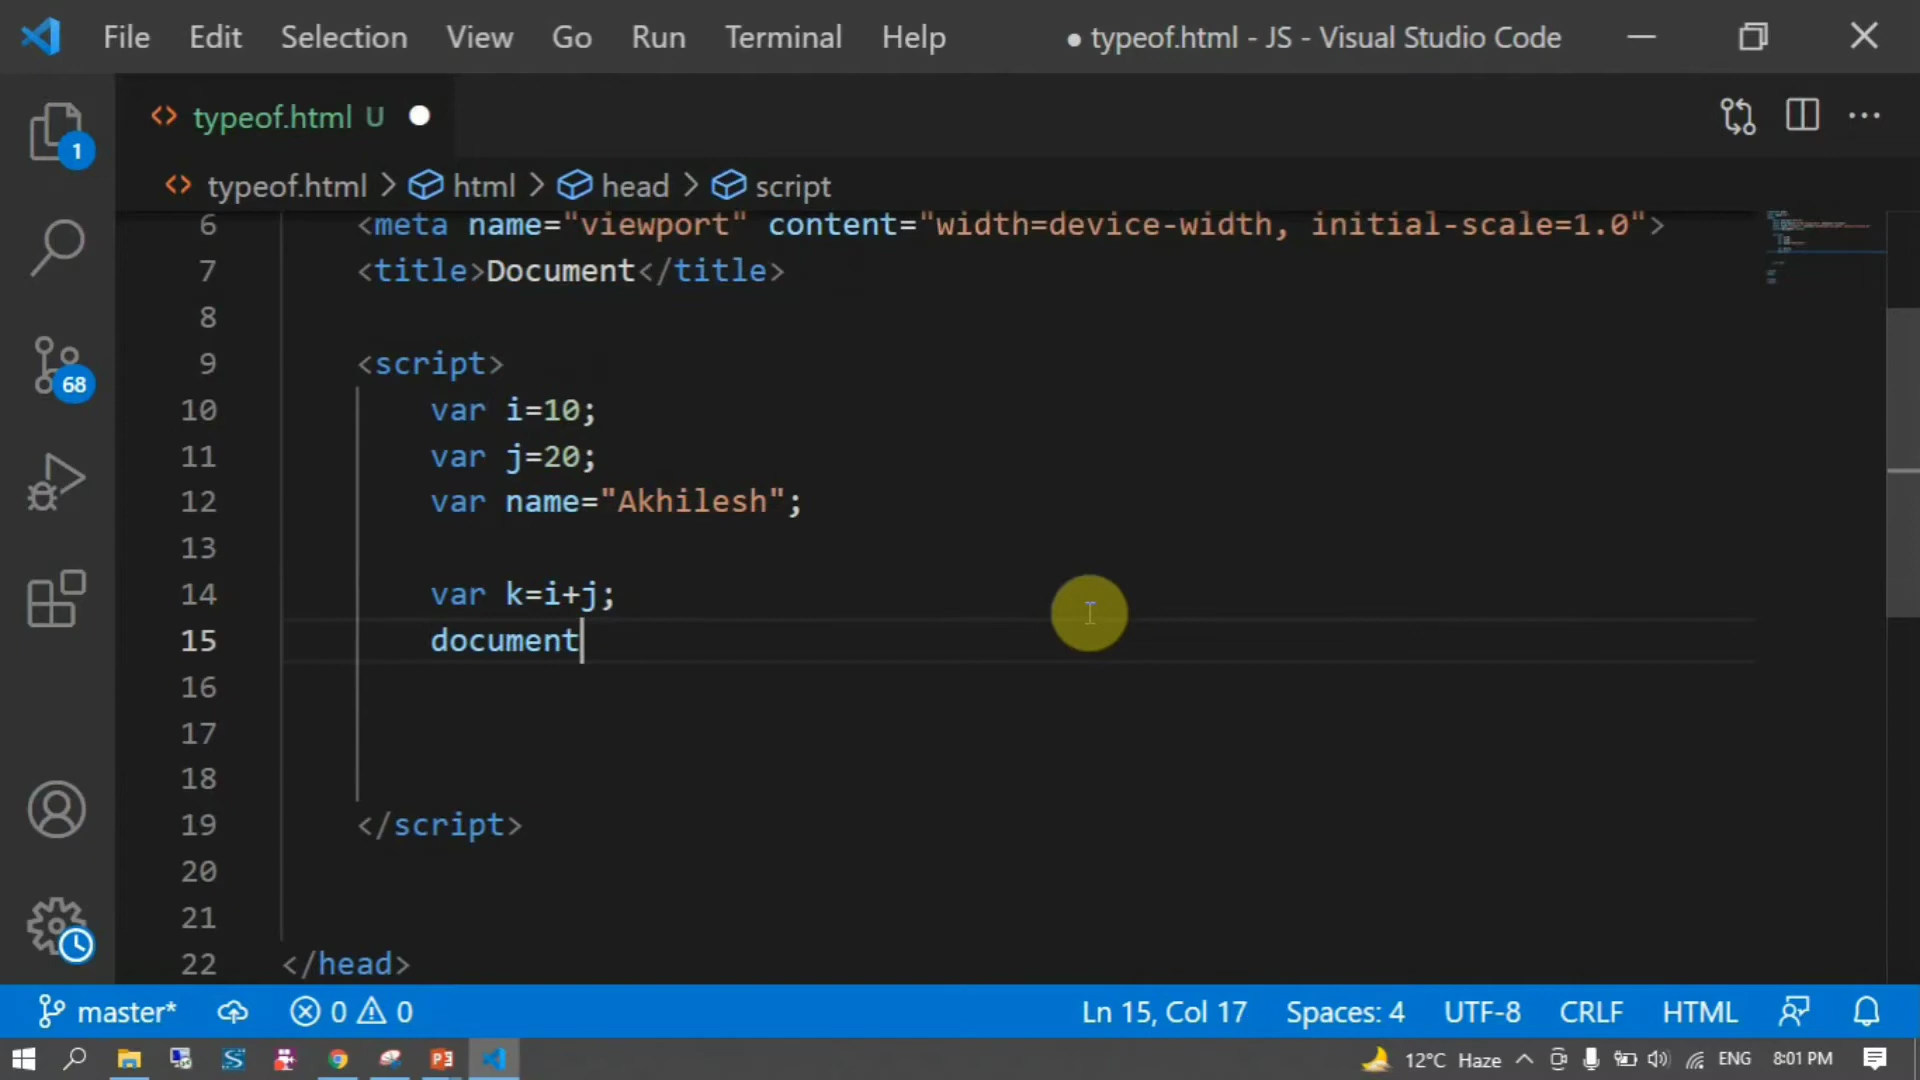 File Edit Selection View Go Run Terminal Help ● typeof.html - JS - Visual Studio Code
<> typeof.html U ●
1
<> typeof.html > html > head > script
6 <meta name="viewport" content="width=device-width, initial-scale=1.0">
7 <title>Document</title>
8
9 <script>
10 var i=10;
11 var j=20;
12 var name="Akhilesh";
13
14 var k=i+j;
15 document
16
17
18
19 </script>
20
21
22 </head>
68
master* 0 0 Ln 15, Col 17 Spaces: 4 UTF-8 CRLF HTML
12°C Haze ENG 8:01 PM